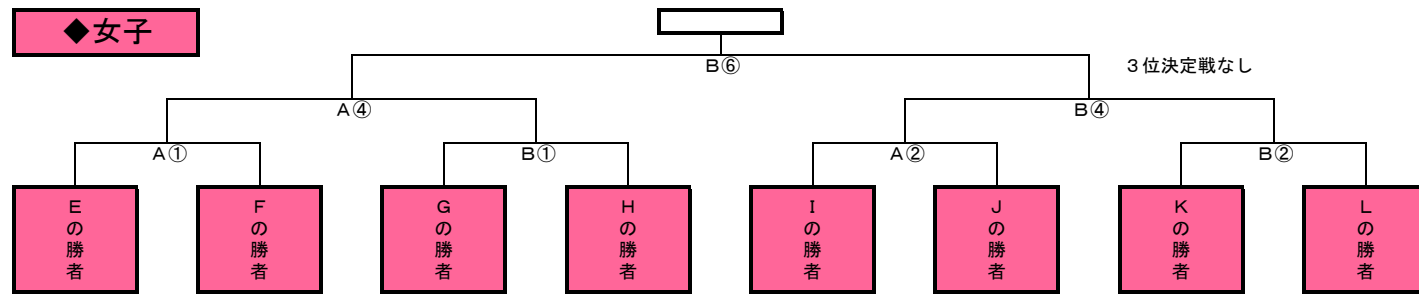 ◆女子
B⑥
３位決定戦なし
A④
B④
A①
B①
A②
B②
Eの勝者
Fの勝者
Gの勝者
Hの勝者
Iの勝者
Jの勝者
Kの勝者
Lの勝者